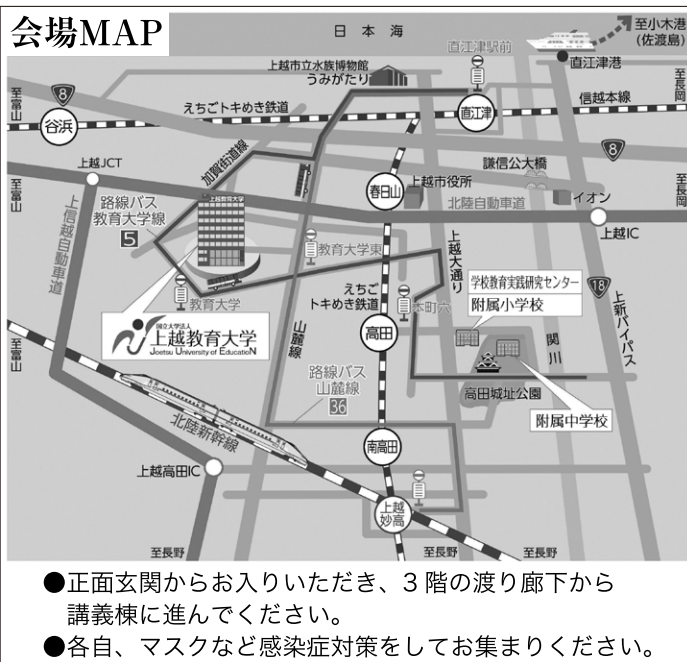 会場MAP
日本海
至小木港
(佐渡島)
直江津駅前
直江津港
上越市立水族博物館
うみがたり
至富山
8
谷浜
えちごトキめき鉄道
直江津
信越本線
至長岡
8
加賀街道線
上越JCT
謙信公大橋
至富山
春日山
上越市役所
イオン
至長岡
路線バス
教育大学線
5
上越教育大学
北陸自動車道
上越IC
上信越自動車道
教育大学東
上越大通り
教育大学
えちご
トキめき鉄道
本町六
学校教育実践研究センター
附属小学校
18
上新バイパス
国立大学法人
上越教育大学
Joetsu University of EducatioN
山麓線
高田
関川
至富山
路線バス
山麓線
36
高田城址公園
附属中学校
北陸新幹線
南高田
上越高田IC
上越
妙高
至長野
至長野
至長野
●正面玄関からお入りいただき、3階の渡り廊下から
講義棟に進んでください。
●各自、マスクなど感染症対策をしてお集まりください。